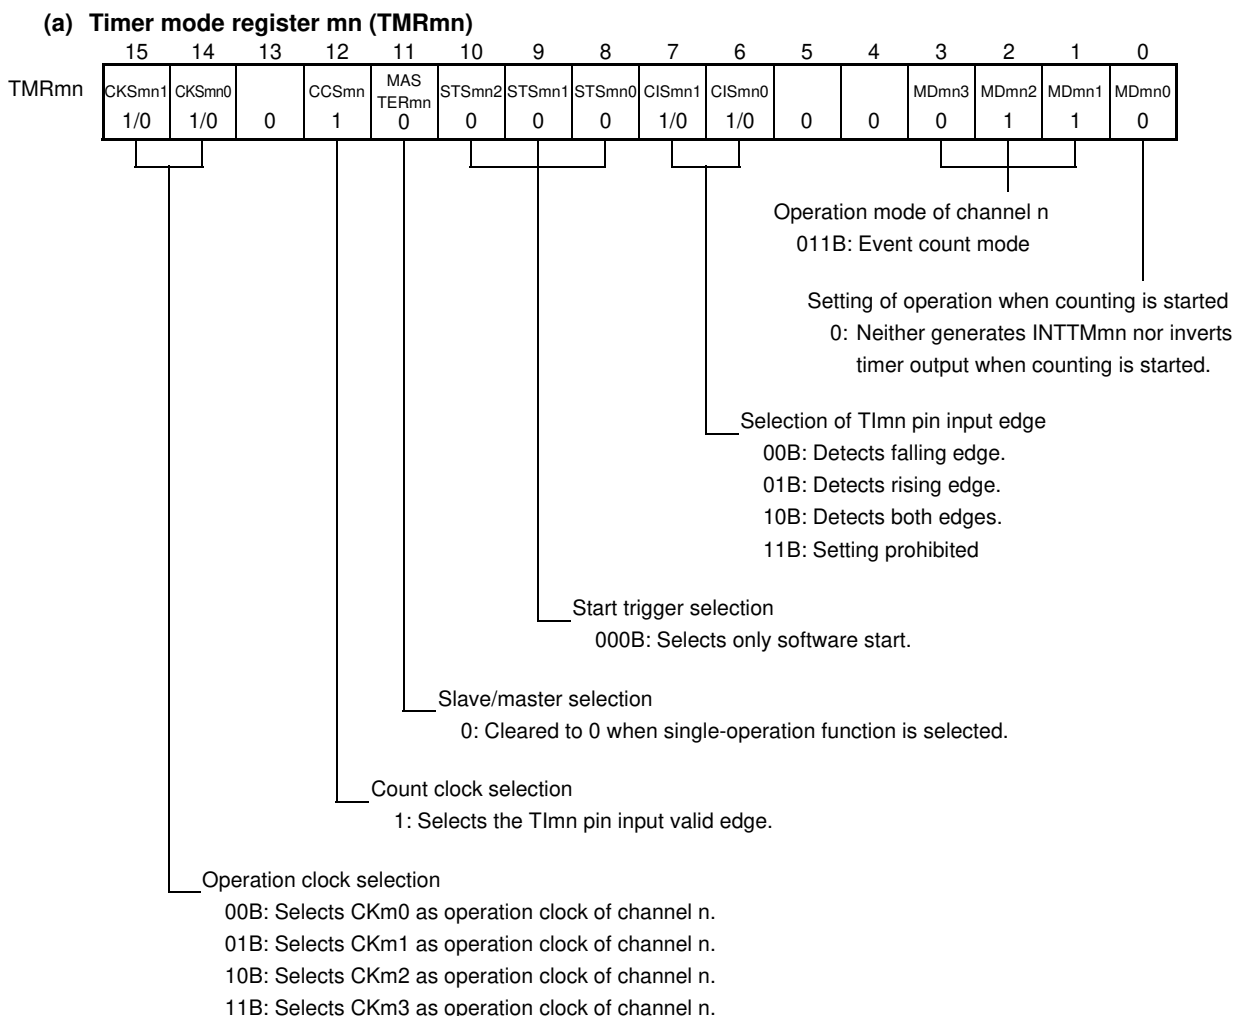 (a) Timer mode register mn (TMRmn)
15 14 13 12 11 10 9 8 7 6 5 4 3 2 1 0
TMRmn CKSmn1 CKSmn0 CCSmn MAS TERmn STSmn2 STSmn1 STSmn0 CISmn1 CISmn0 MDmn3 MDmn2 MDmn1 MDmn0
1/0 1/0 0 1 0 0 0 0 1/0 1/0 0 0 0 1 1 0
Operation mode of channel n
011B: Event count mode
Setting of operation when counting is started
0: Neither generates INTTMmn nor inverts
timer output when counting is started.
Selection of TImn pin input edge
00B: Detects falling edge.
01B: Detects rising edge.
10B: Detects both edges.
11B: Setting prohibited
Start trigger selection
000B: Selects only software start.
Slave/master selection
0: Cleared to 0 when single-operation function is selected.
Count clock selection
1: Selects the TImn pin input valid edge.
Operation clock selection
00B: Selects CKm0 as operation clock of channel n.
01B: Selects CKm1 as operation clock of channel n.
10B: Selects CKm2 as operation clock of channel n.
11B: Selects CKm3 as operation clock of channel n.